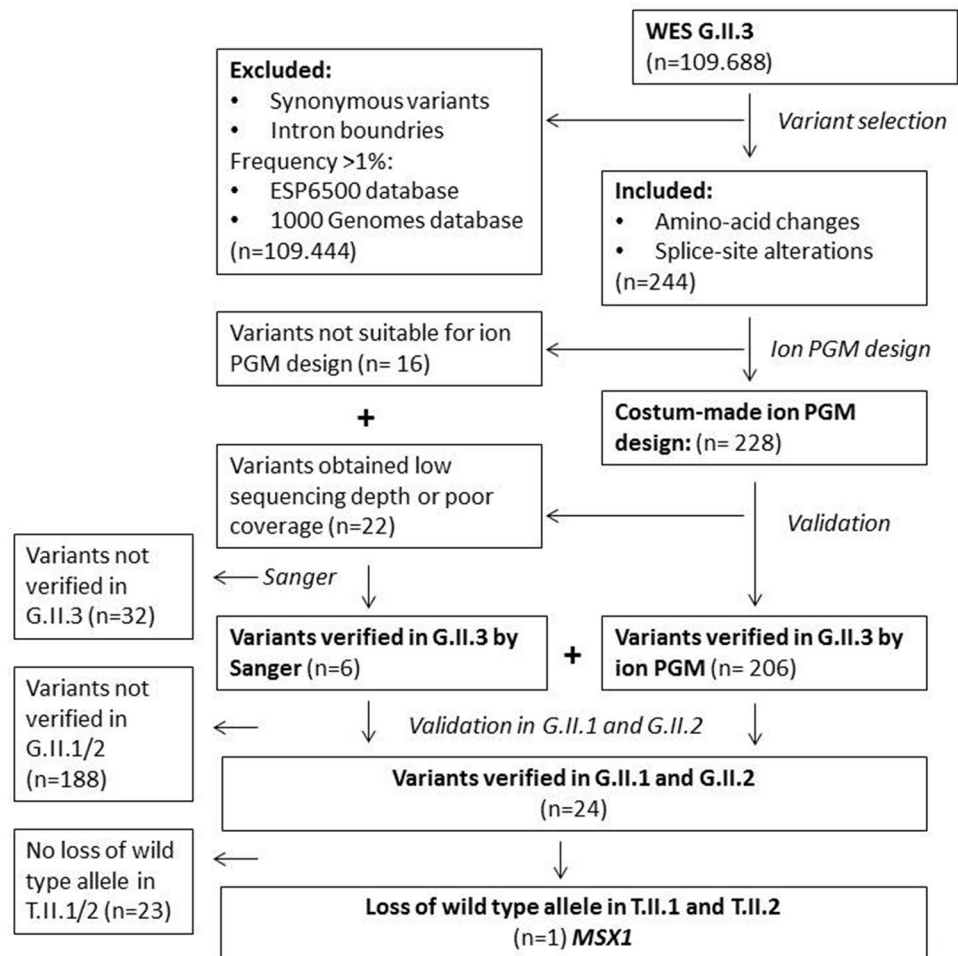 WES G.II.3
(n=109.688)
Excluded:
• Synonymous variants
• Intron boundries
Frequency >1%:
• ESP6500 database
• 1000 Genomes database
(n=109.444)
Variant selection
Included:
• Amino-acid changes
• Splice-site alterations
(n=244)
Variants not suitable for ion
PGM design (n= 16)
Ion PGM design
+
Costum-made ion PGM
design: (n= 228)
Variants obtained low
sequencing depth or poor
coverage (n=22)
Validation
Variants not
verified in
G.II.3 (n=32)
Sanger
Variants verified in G.II.3 by
Sanger (n=6)
+
Variants verified in G.II.3 by
ion PGM (n= 206)
Variants not
verified in
G.II.1/2
(n=188)
Validation in G.II.1 and G.II.2
Variants verified in G.II.1 and G.II.2
(n=24)
No loss of wild
type allele in
T.II.1/2 (n=23)
Loss of wild type allele in T.II.1 and T.II.2
(n=1) MSX1